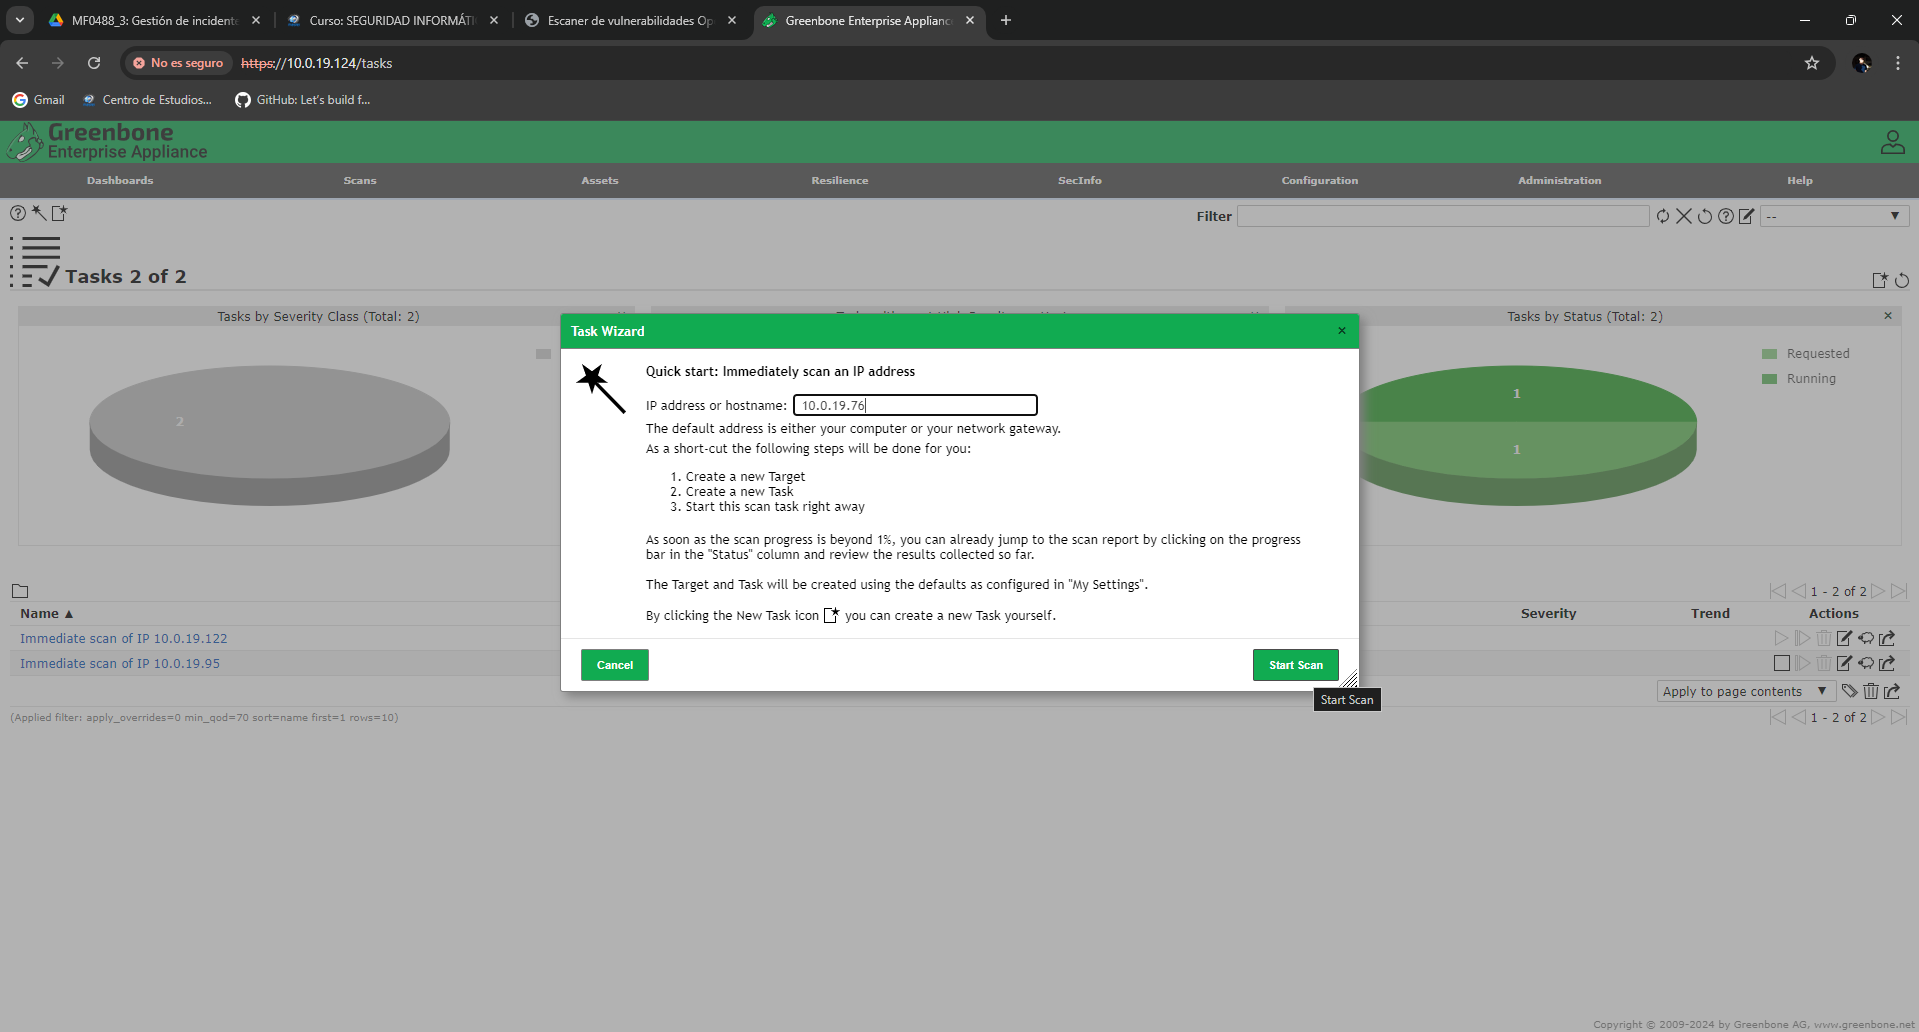 MF0488_3: Gestión de incidente
Curso: SEGURIDAD INFORMÁTI
Escaner de vulnerabilidades Op
Greenbone Enterprise Applianc
No es seguro
https://10.0.19.124/tasks
Gmail
Centro de Estudios...
GitHub: Let's build f...
Greenbone
Enterprise Appliance
Dashboards Scans Assets Resilience SecInfo Configuration Administration Help
Filter
--
Tasks 2 of 2
Tasks by Severity Class (Total: 2)
Tasks by Status (Total: 2)
2
Requested
Running
1
1
Task Wizard
Quick start: Immediately scan an IP address
IP address or hostname: 10.0.19.76
The default address is either your computer or your network gateway.
As a short-cut the following steps will be done for you:
1. Create a new Target
2. Create a new Task
3. Start this scan task right away
As soon as the scan progress is beyond 1%, you can already jump to the scan report by clicking on the progress
bar in the "Status" column and review the results collected so far.
The Target and Task will be created using the defaults as configured in "My Settings".
By clicking the New Task icon you can create a new Task yourself.
Cancel
Start Scan
Start Scan
1 - 2 of 2
Name ▲ Severity Trend Actions
Immediate scan of IP 10.0.19.122
Immediate scan of IP 10.0.19.95
Apply to page contents
(Applied filter: apply_overrides=0 min_qod=70 sort=name first=1 rows=10)
1 - 2 of 2
Copyright © 2009-2024 by Greenbone AG, www.greenbone.net